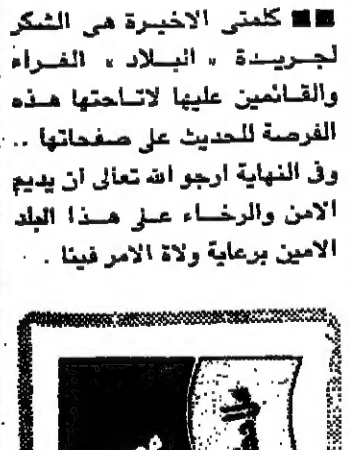 ■■ كلمتى الاخيرة هى الشكر
لجريدة « البلاد » الغراء
والقائمين عليها لاتاحتها هذه
الفرصة للحديث على صفحاتها ..
وفى النهاية ارجو الله تعالى ان يديم
الامن والرخاء على هذا البلد
الامين برعاية ولاة الامر فينا .